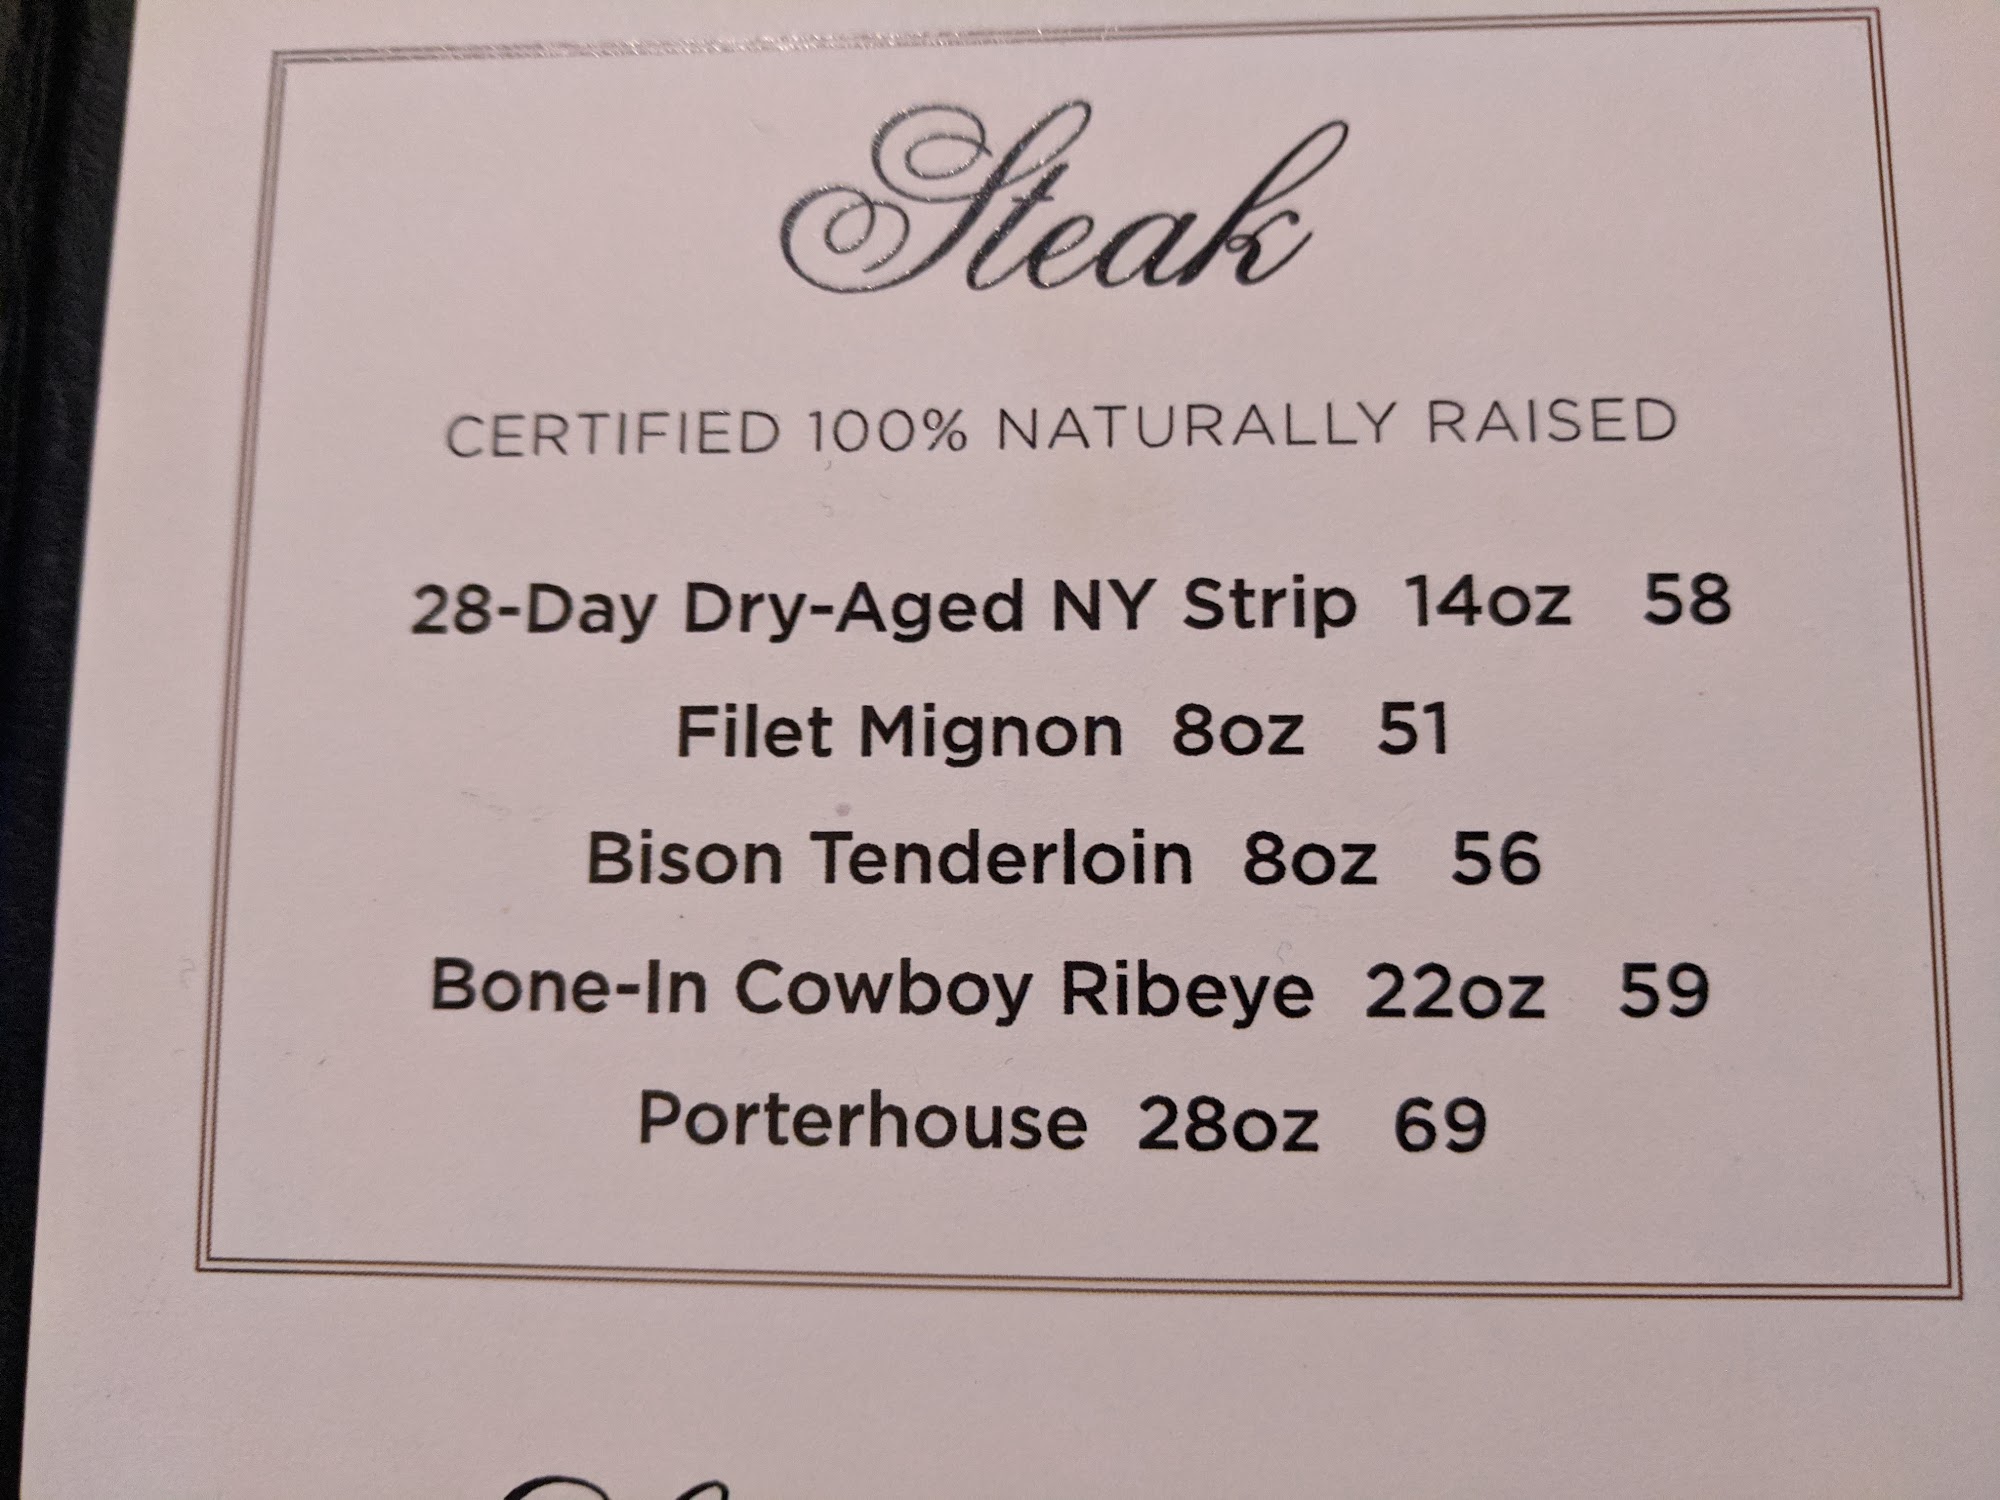 Steak
CERTIFIED 100% NATURALLY RAISED
28-Day Dry-Aged NY Strip 14oz 58
Filet Mignon 8oz 51
Bison Tenderloin 8oz 56
Bone-In Cowboy Ribeye 22oz 59
Porterhouse 28oz 69